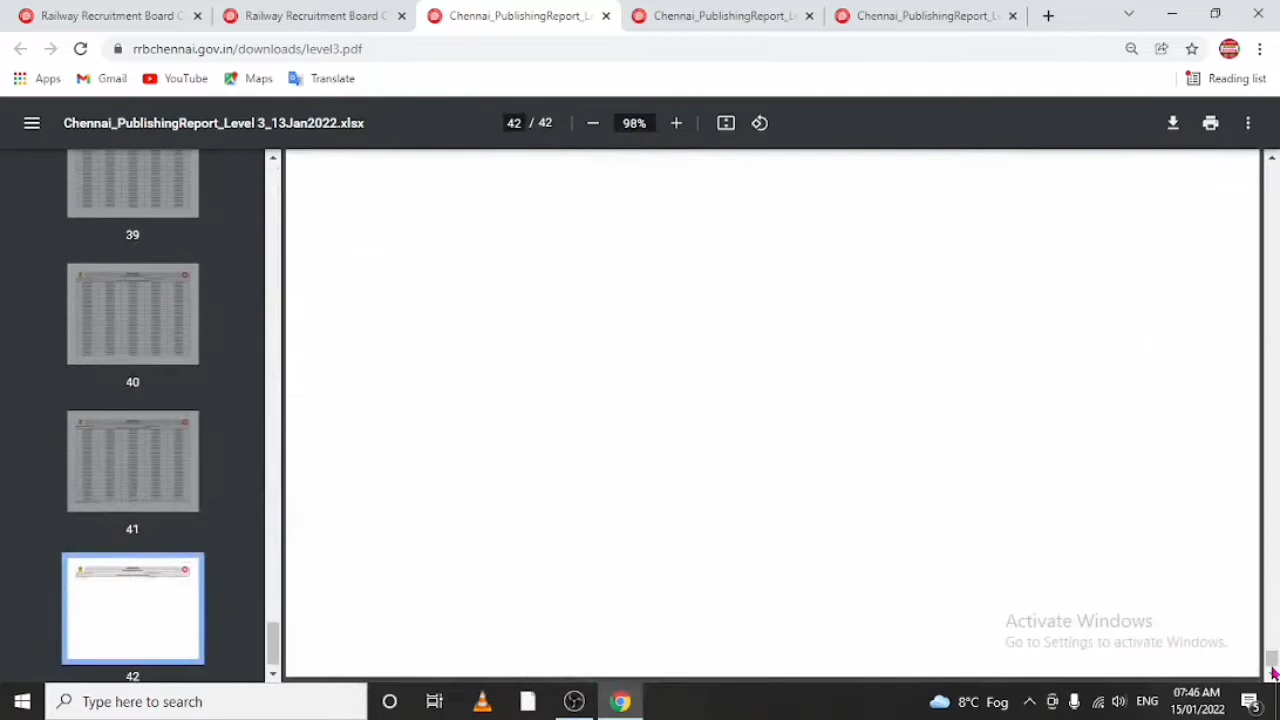 Railway Recruitment Board C
Railway Recruitment Board C
Chennai_PublishingReport_L
Chennai_PublishingReport_L
Chennai_PublishingReport_L
rrbchennai.gov.in/downloads/level3.pdf
Apps
Gmail
YouTube
Maps
Translate
Reading list
Chennai_PublishingReport_Level 3_13Jan2022.xlsx
42 / 42
98%
39
40
41
42
Activate Windows
Go to Settings to activate Windows.
Type here to search
8°C Fog
ENG
07:46 AM
15/01/2022
5